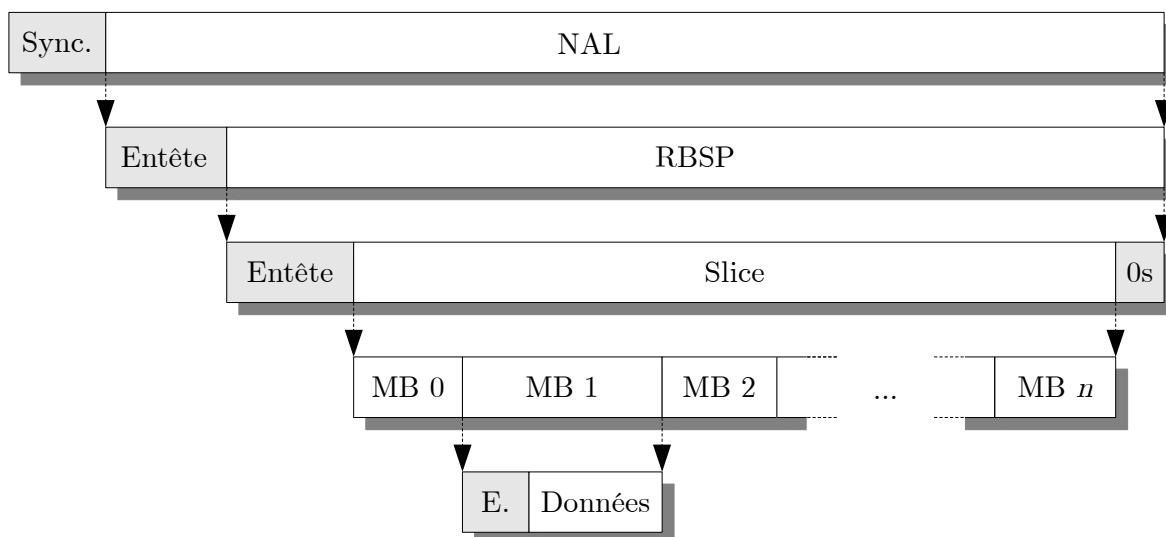 Sync. NAL
Entête RBSP
Entête Slice 0s
MB 0 MB 1 MB 2 ... MB n
E. Données